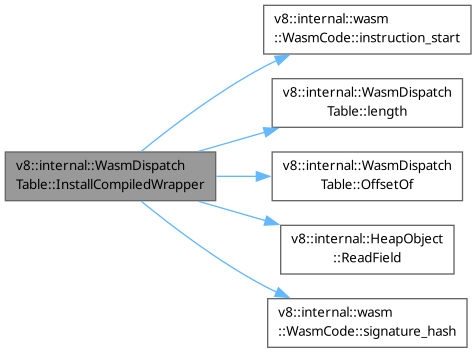 v8::internal::wasm
::WasmCode::instruction_start
v8::internal::WasmDispatch
Table::length
v8::internal::WasmDispatch
Table::InstallCompiledWrapper
v8::internal::WasmDispatch
Table::OffsetOf
v8::internal::HeapObject
::ReadField
v8::internal::wasm
::WasmCode::signature_hash